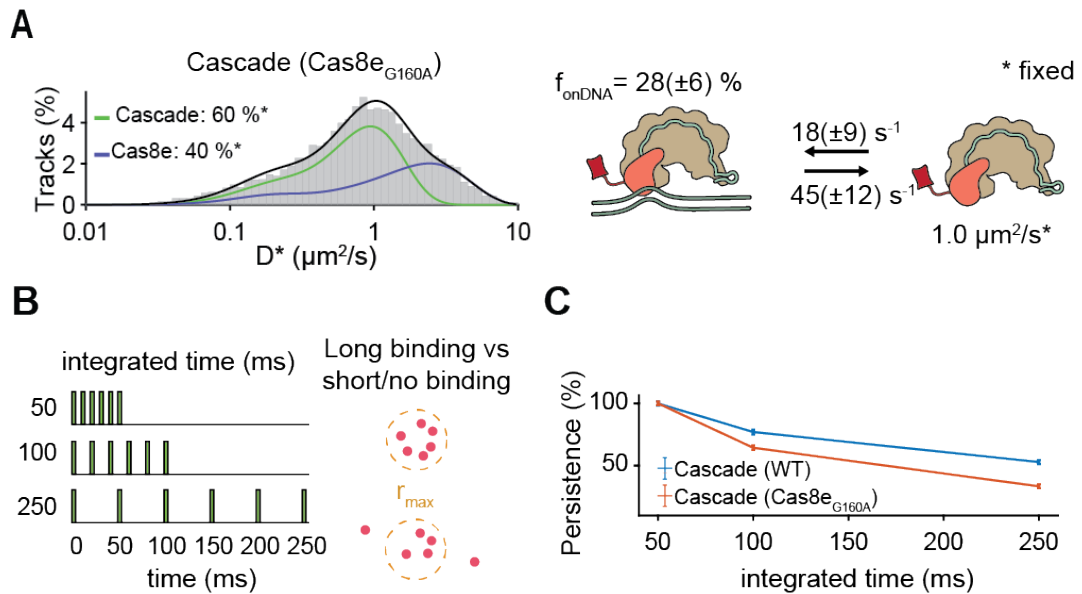 A
Cascade (Cas8eG160A)
Tracks (%)
4
2
0
Cascade: 60 %*
Cas8e: 40 %*
0.01
0.1
1
10
D* (μm²/s)
fonDNA= 28(±6) %
* fixed
18(±9) s⁻¹
45(±12) s⁻¹
1.0 μm²/s*
B
integrated time (ms)
50
100
250
0 50 100 150 200 250
time (ms)
Long binding vs
short/no binding
rmax
C
Persistence (%)
100
50
Cascade (WT)
Cascade (Cas8eG160A)
50 100 150 200 250
integrated time (ms)